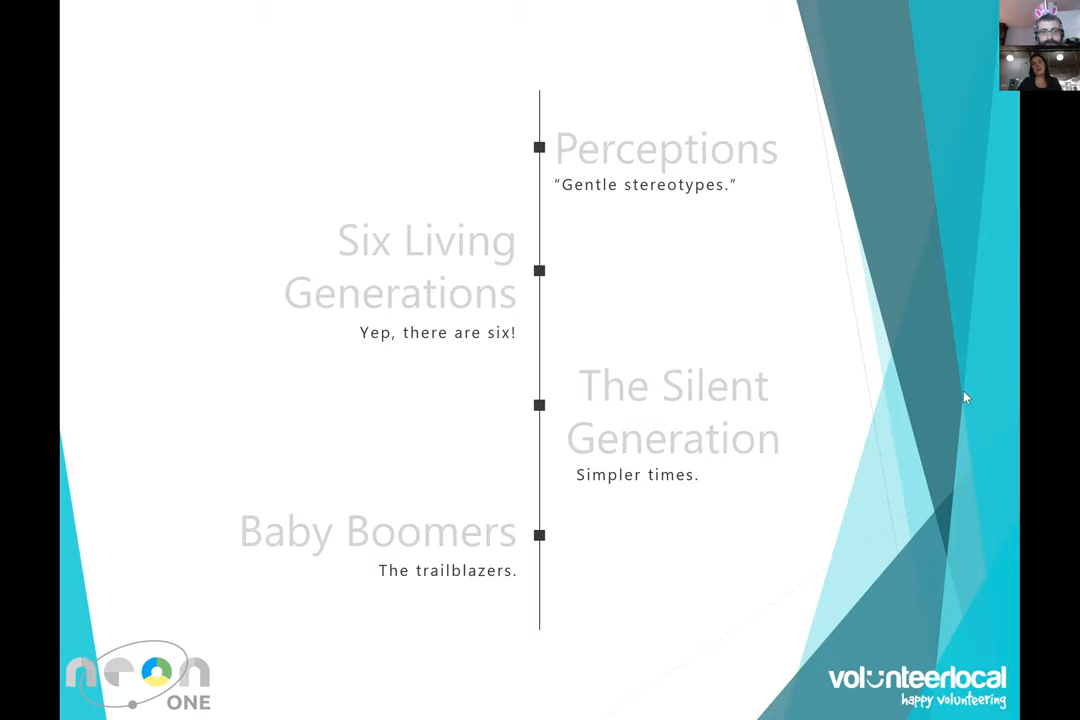 Perceptions
“Gentle stereotypes.”
Six Living
Generations
Yep, there are six!
The Silent
Generation
Simpler times.
Baby Boomers
The trailblazers.
neon
ONE
volunteerlocal
happy volunteering